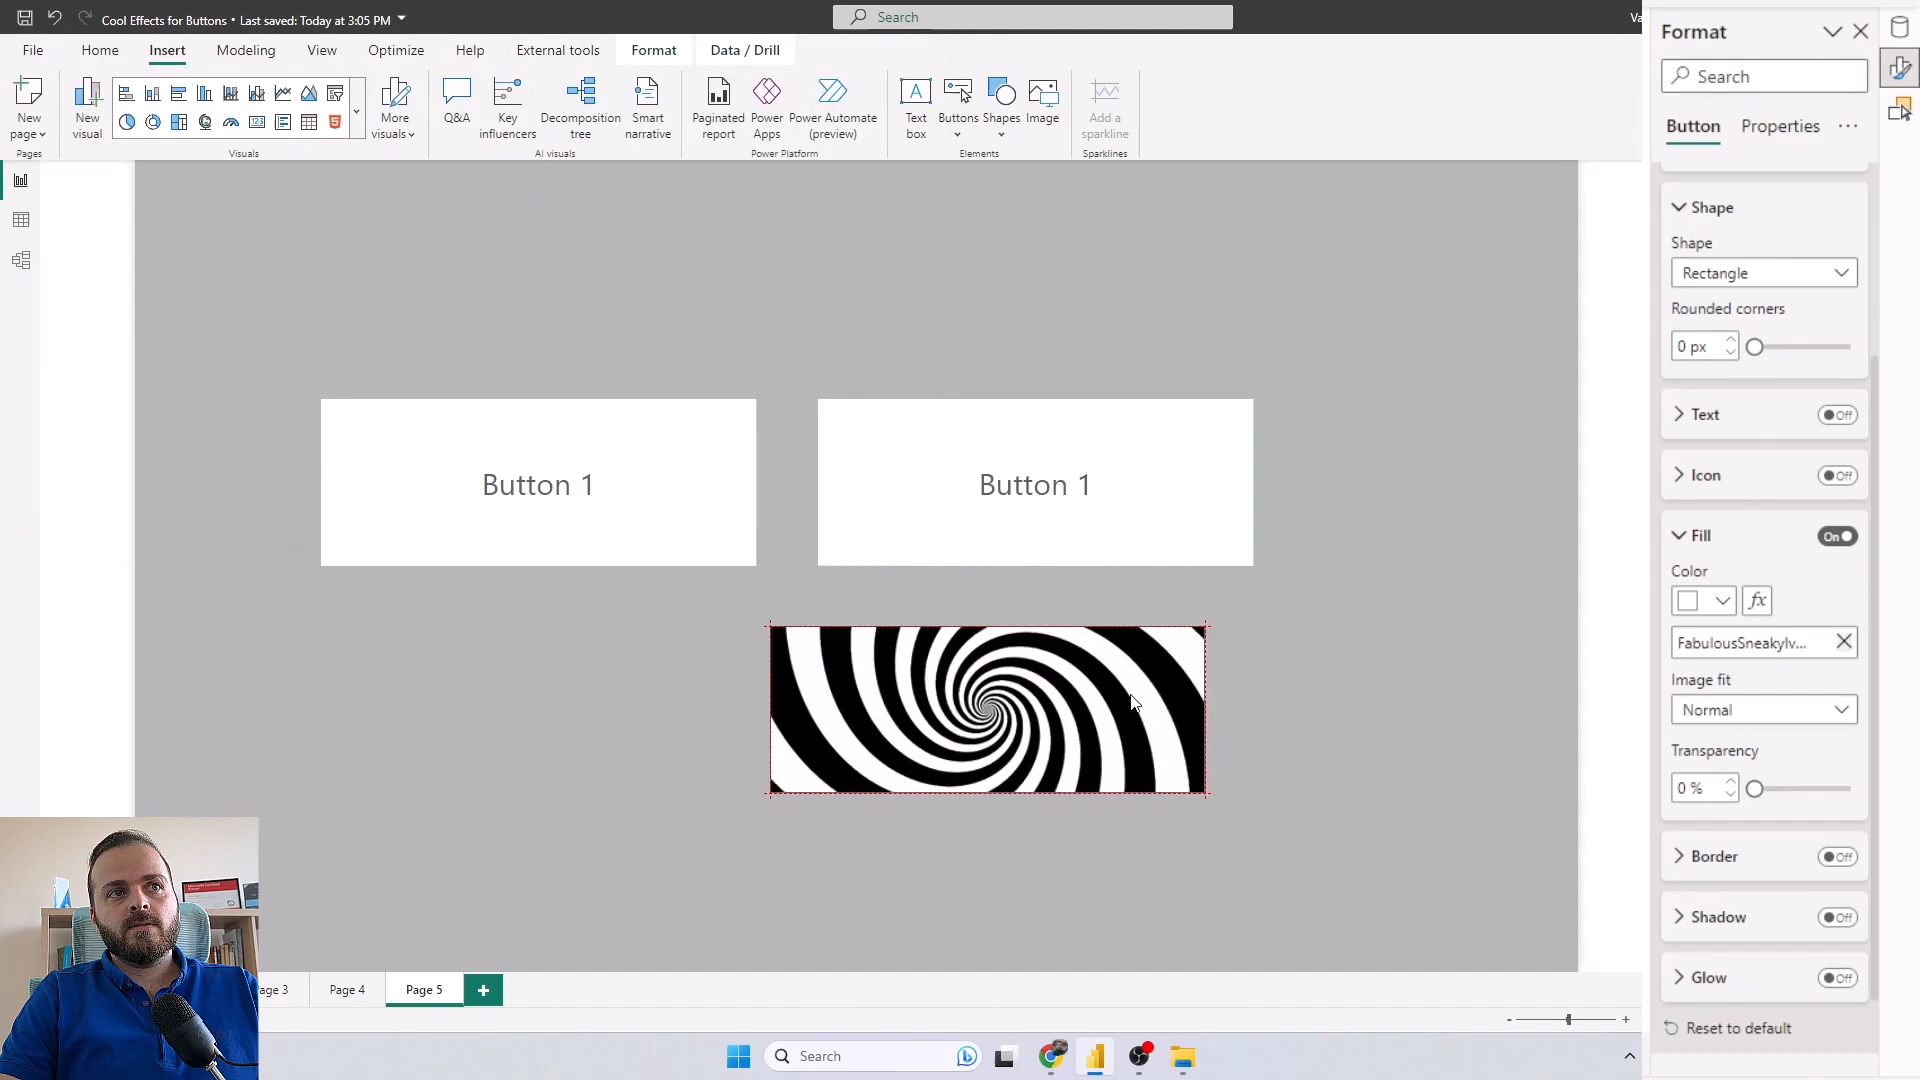 Cool Effects for Buttons • Last saved: Today at 3:05 PM
Search
Va
File Home Insert Modeling View Optimize Help External tools Format Data / Drill
New page
New visual
More visuals
Q&A
Key influencers
Decomposition tree
Smart narrative
Paginated report
Power Apps
Power Automate (preview)
Text box
Buttons
Shapes
Image
Add a sparkline
Pages
Visuals
AI visuals
Power Platform
Elements
Sparklines
Button 1
Button 1
age 3
Page 4
Page 5
Search
Format
Search
Button Properties
Shape
Shape
Rectangle
Rounded corners
0 px
Text Off
Icon Off
Fill On
Color
fx
FabulousSneakyIv...
Image fit
Normal
Transparency
0 %
Border Off
Shadow Off
Glow Off
Reset to default